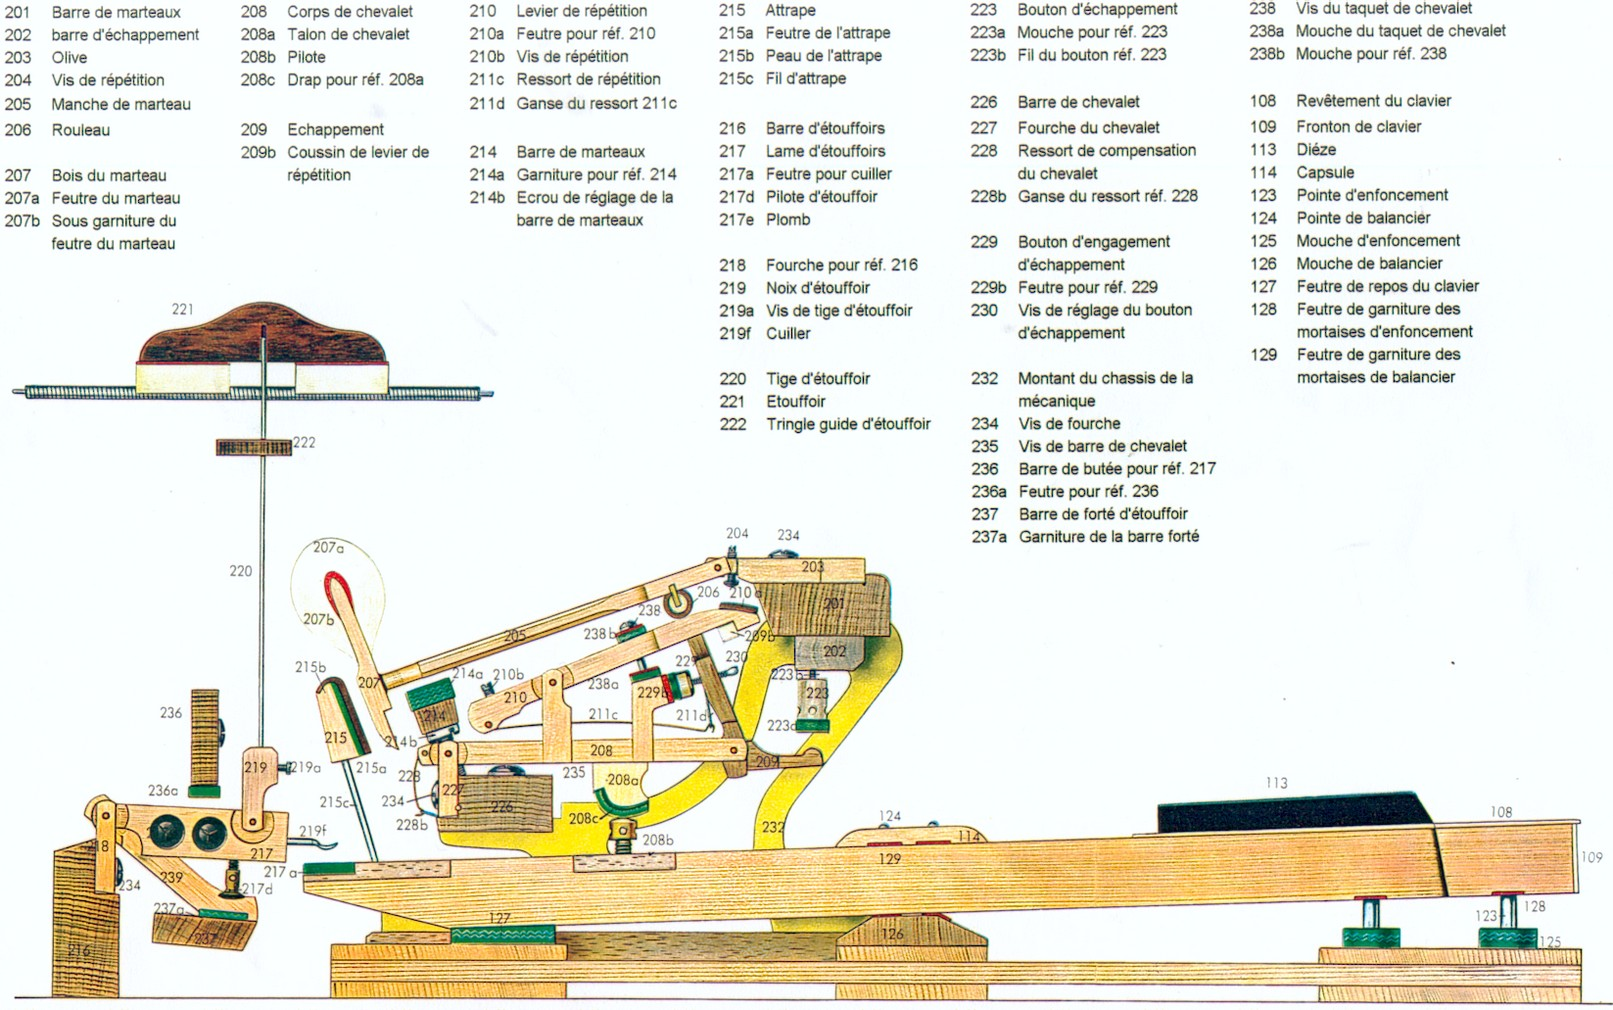 201 Barre de marteaux
202 barre d'échappement
203 Olive
204 Vis de répétition
205 Manche de marteau
206 Rouleau
207 Bois du marteau
207a Feutre du marteau
207b Sous garniture du
feutre du marteau
208 Corps de chevalet
208a Talon de chevalet
208b Pilote
208c Drap pour réf. 208a
209 Echappement
209b Coussin de levier de
répétition
210 Levier de répétition
210a Feutre pour réf. 210
210b Vis de répétition
211c Ressort de répétition
211d Ganse du ressort 211c
214 Barre de marteaux
214a Garniture pour réf. 214
214b Ecrou de réglage de la
barre de marteaux
215 Attrape
215a Feutre de l'attrape
215b Peau de l'attrape
215c Fil d'attrape
216 Barre d'étouffoirs
217 Lame d'étouffoirs
217a Feutre pour cuiller
217d Pilote d'étouffoir
217e Plomb
218 Fourche pour réf. 216
219 Noix d'étouffoir
219a Vis de tige d'étouffoir
219f Cuiller
220 Tige d'étouffoir
221 Etouffoir
222 Tringle guide d'étouffoir
223 Bouton d'échappement
223a Mouche pour réf. 223
223b Fil du bouton réf. 223
226 Barre de chevalet
227 Fourche du chevalet
228 Ressort de compensation
du chevalet
228b Ganse du ressort réf. 228
229 Bouton d'engagement
d'échappement
229b Feutre pour réf. 229
230 Vis de réglage du bouton
d'échappement
232 Montant du chassis de la
mécanique
234 Vis de fourche
235 Vis de barre de chevalet
236 Barre de butée pour réf. 217
236a Feutre pour réf. 236
237 Barre de forté d'étouffoir
237a Garniture de la barre forté
238 Vis du taquet de chevalet
238a Mouche du taquet de chevalet
238b Mouche pour réf. 238
108 Revêtement du clavier
109 Fronton de clavier
113 Diéze
114 Capsule
123 Pointe d'enfoncement
124 Pointe de balancier
125 Mouche d'enfoncement
126 Mouche de balancier
127 Feutre de repos du clavier
128 Feutre de garniture des
mortaises d'enfoncement
129 Feutre de garniture des
mortaises de balancier
221
222
220
207a
207b
204
234
203
201
206
210a
238
238b
205
209b
202
215b
207
214a
210b
210
238a
229
229b
230
223b
223
236
215
214
214b
211c
211d
223a
208
209
219
219a
215a
228
235
208a
236a
215c
234
227
226
228b
208c
232
124
113
108
219f
208b
114
218
217
129
109
217a
239
234
217d
237a
127
123
128
237
126
125
216